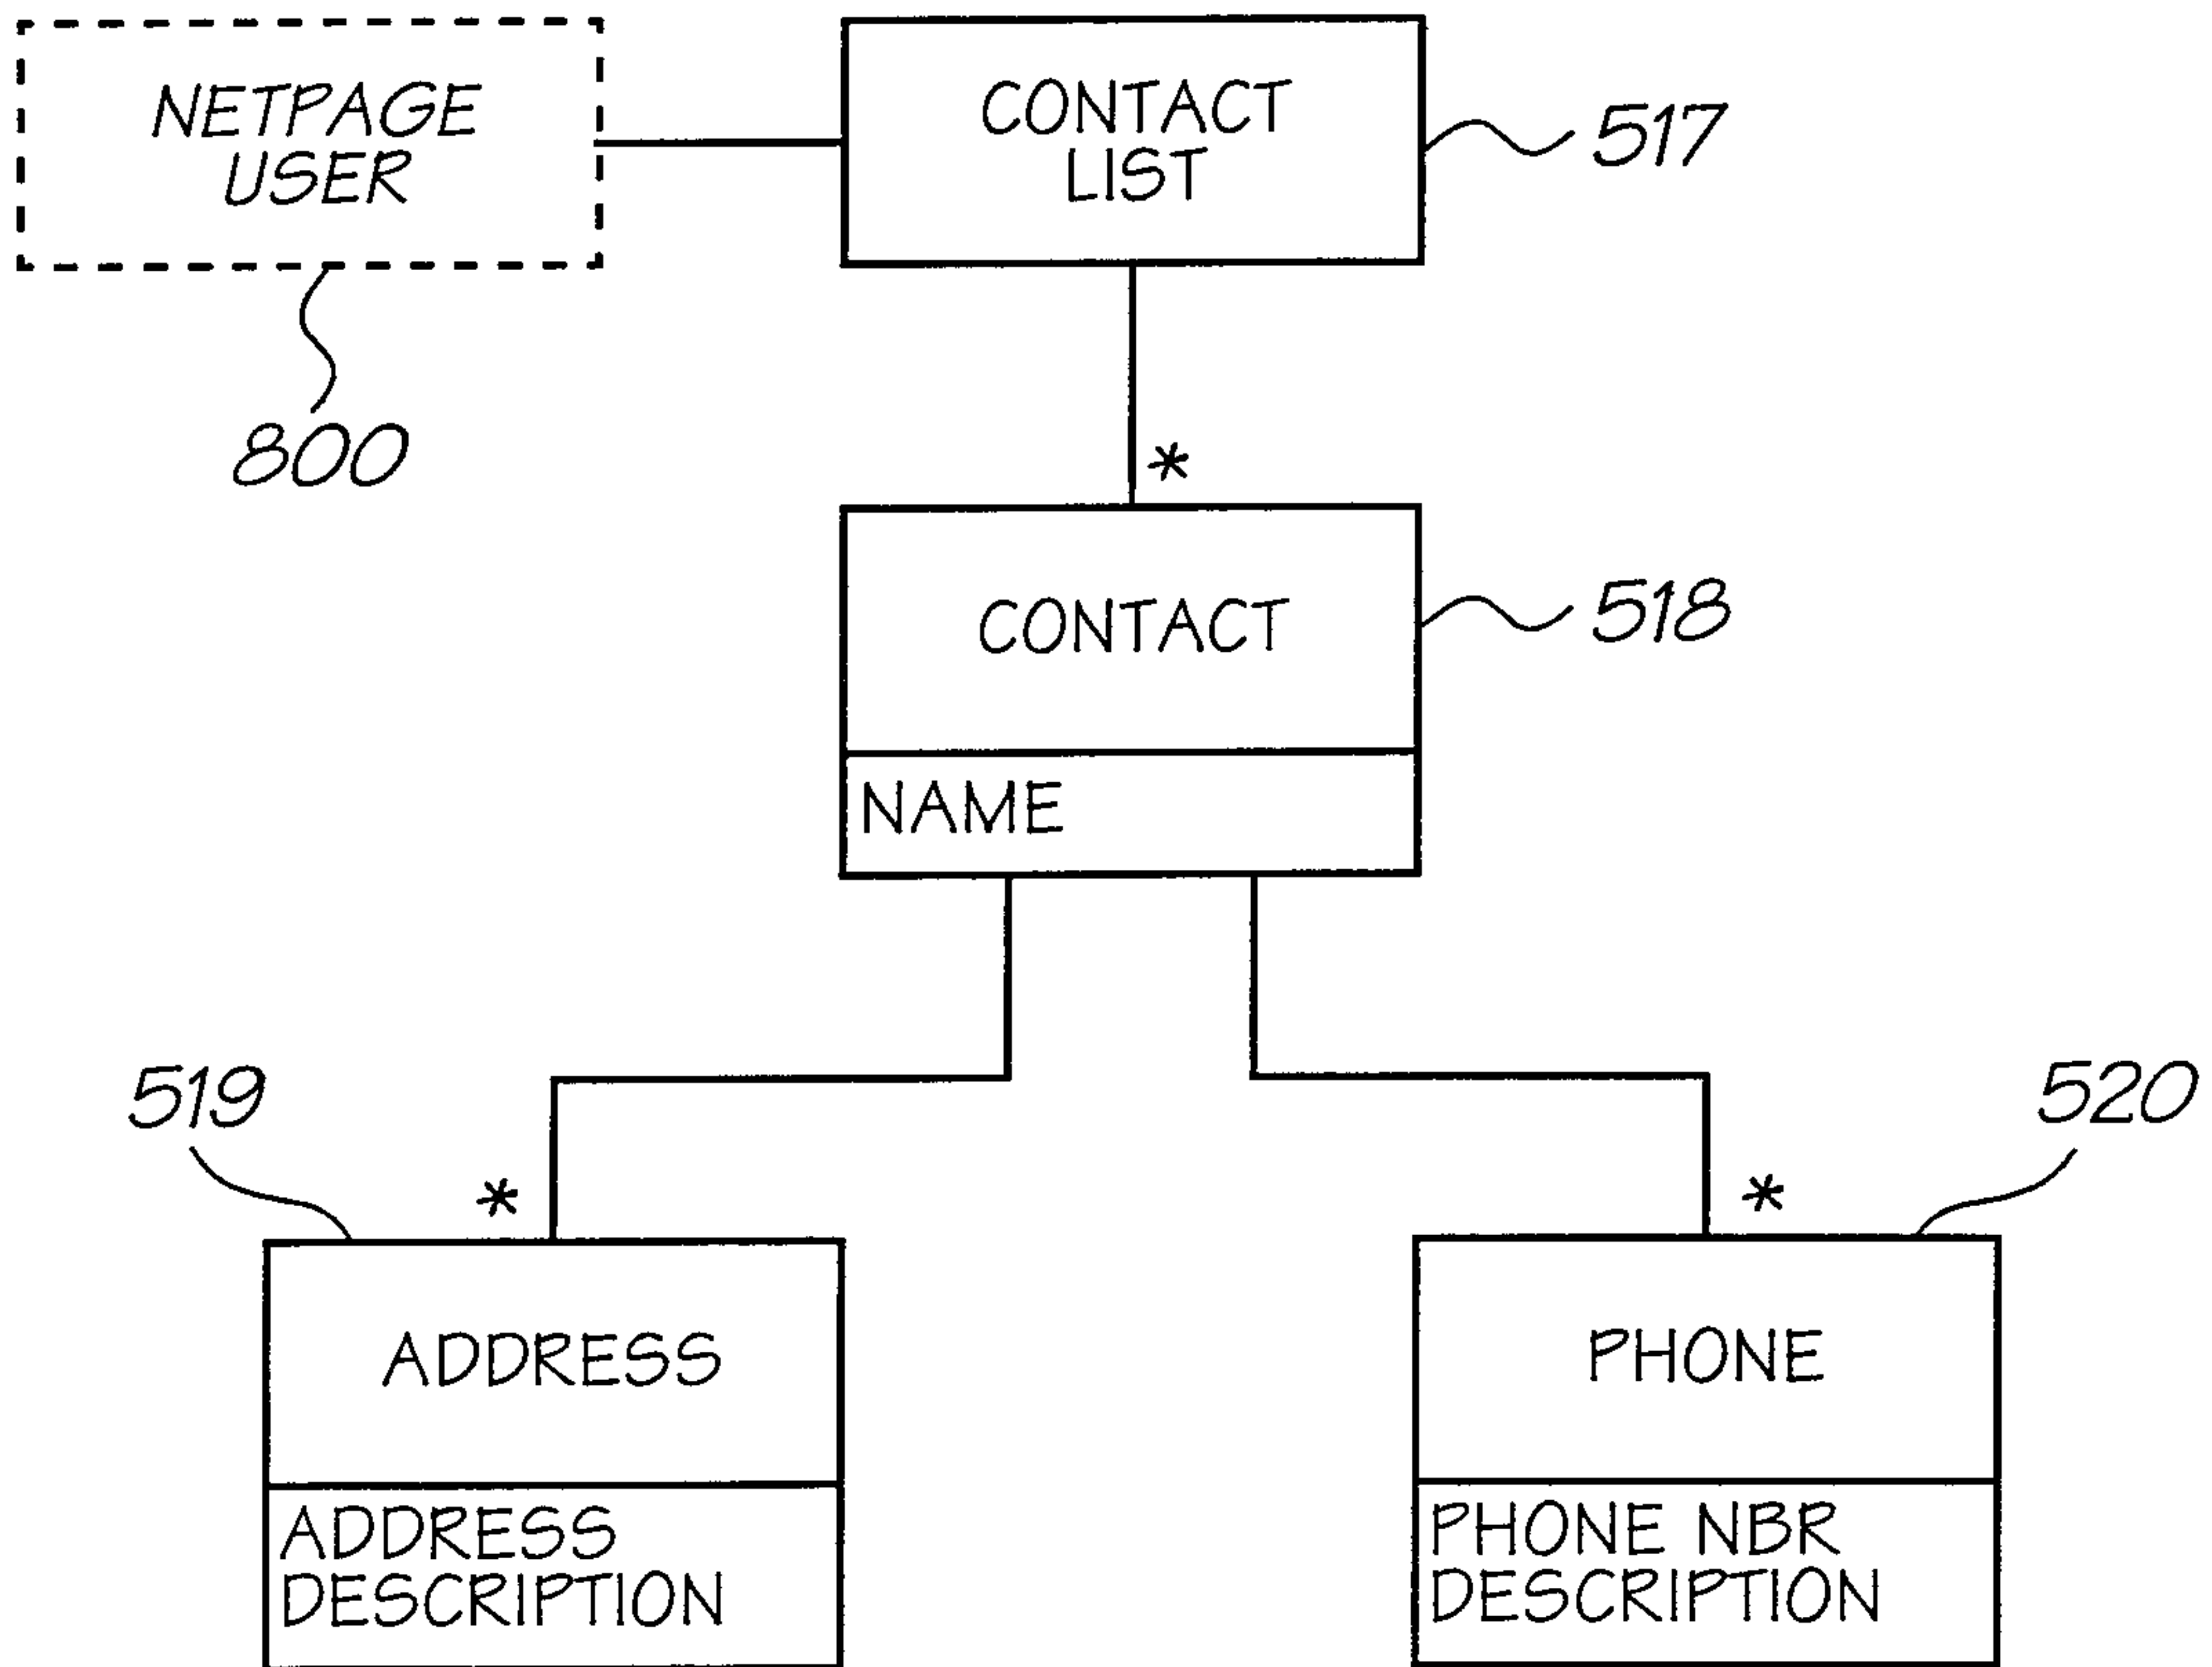 NETPAGE
USER
CONTACT
LIST
517
800
*
CONTACT
518
NAME
519
520
*
*
ADDRESS
PHONE
ADDRESS
DESCRIPTION
PHONE NBR
DESCRIPTION